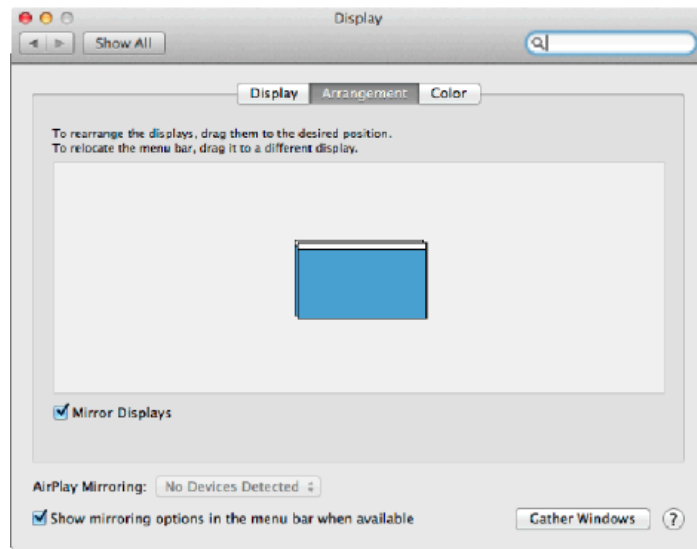 Display
Show All
Display Arrangement Color
To rearrange the displays, drag them to the desired position.
To relocate the menu bar, drag it to a different display.
Mirror Displays
AirPlay Mirroring: No Devices Detected
Show mirroring options in the menu bar when available
Gather Windows ?